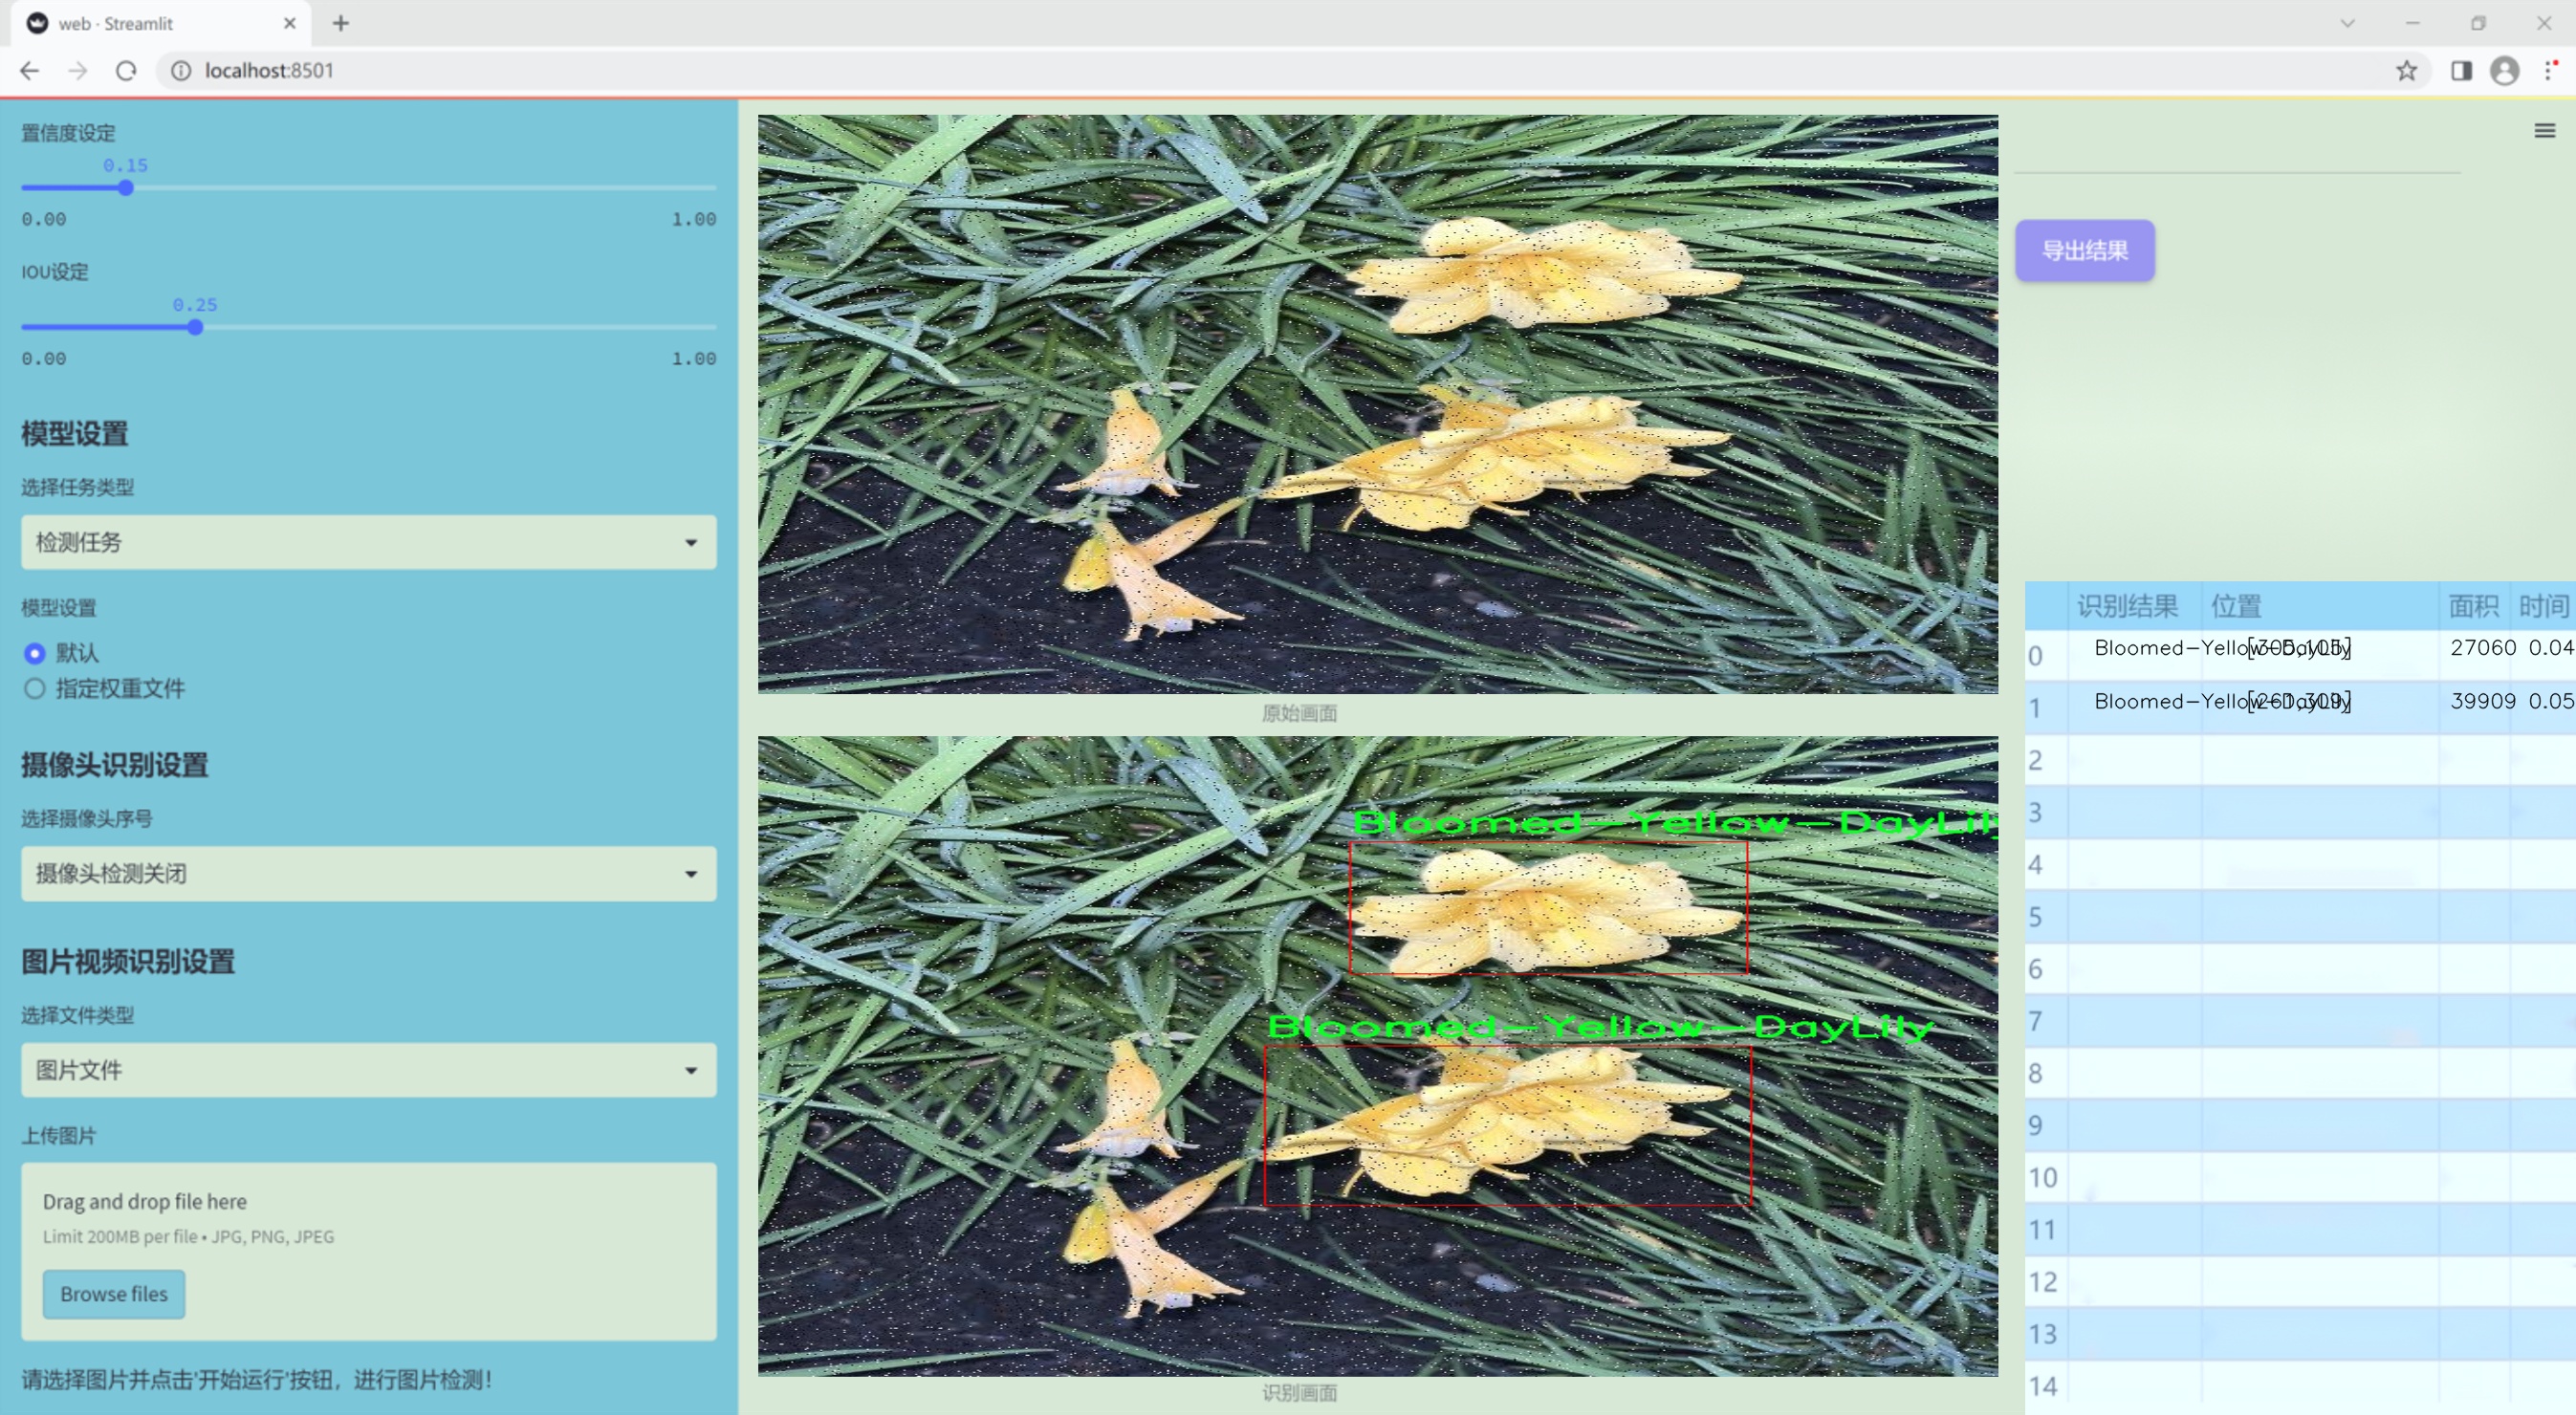 web · Streamlit
localhost:8501
置信度设定
0.15
0.00
1.00
IOU设定
0.25
0.00
1.00
模型设置
选择任务类型
检测任务
模型设置
默认
指定权重文件
摄像头识别设置
选择摄像头序号
摄像头检测关闭
图片视频识别设置
选择文件类型
图片文件
上传图片
Drag and drop file here
Limit 200MB per file • JPG, PNG, JPEG
Browse files
请选择图片并点击'开始运行'按钮，进行图片检测！
原始画面
Bloomed-Yellow-DayLily
Bloomed-Yellow-DayLily
识别画面
导出结果
识别结果 位置 面积 时间
0 Bloomed-Yellow-DayLily [305,105] 27060 0.04
1 Bloomed-Yellow-DayLily [261,309] 39909 0.05
2
3
4
5
6
7
8
9
10
11
12
13
14